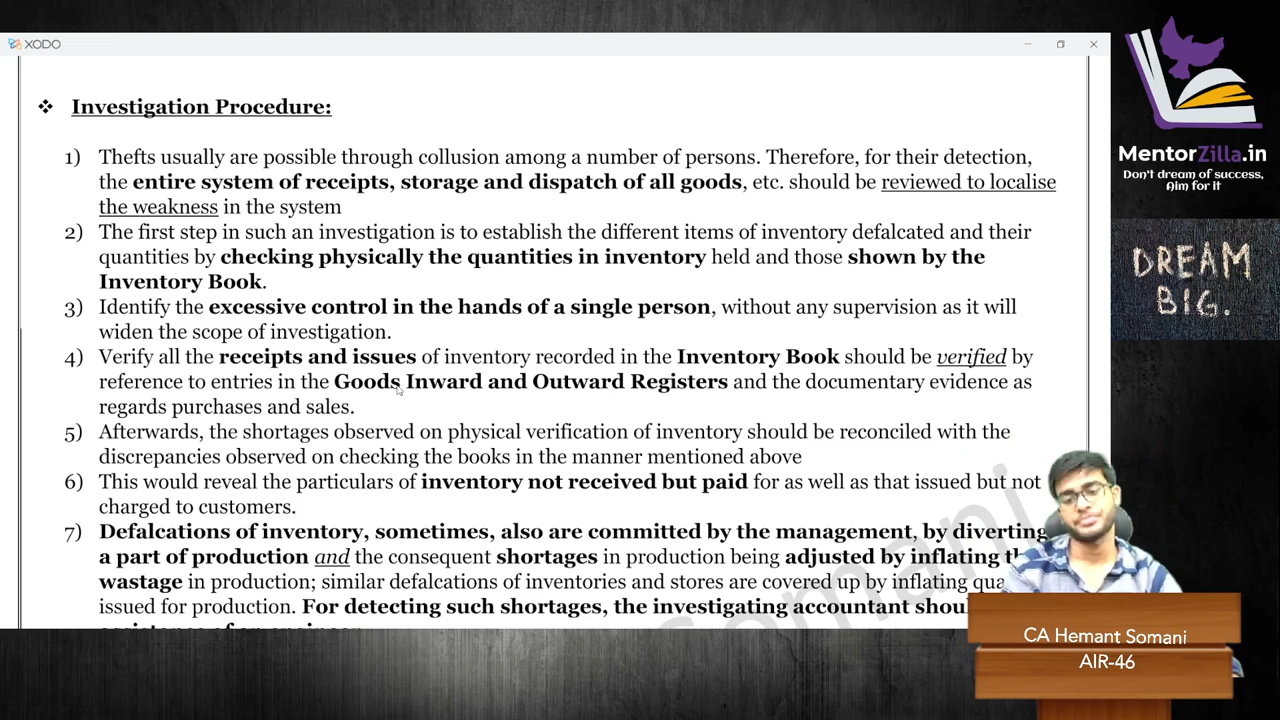 XODO
Investigation Procedure:
1) Thefts usually are possible through collusion among a number of persons. Therefore, for their detection,
the entire system of receipts, storage and dispatch of all goods, etc. should be reviewed to localise
the weakness in the system
2) The first step in such an investigation is to establish the different items of inventory defalcated and their
quantities by checking physically the quantities in inventory held and those shown by the
Inventory Book.
3) Identify the excessive control in the hands of a single person, without any supervision as it will
widen the scope of investigation.
4) Verify all the receipts and issues of inventory recorded in the Inventory Book should be verified by
reference to entries in the Goods Inward and Outward Registers and the documentary evidence as
regards purchases and sales.
5) Afterwards, the shortages observed on physical verification of inventory should be reconciled with the
discrepancies observed on checking the books in the manner mentioned above
6) This would reveal the particulars of inventory not received but paid for as well as that issued but not
charged to customers.
7) Defalcations of inventory, sometimes, also are committed by the management, by diverting
a part of production and the consequent shortages in production being adjusted by inflating
wastage in production; similar defalcations of inventories and stores are covered up by inflating
issued for production. For detecting such shortages, the investigating accountant
somani
MentorZilla.in
Don't dream of success,
Aim for it
DREAM
BIG.
CA Hemant Somani
AIR-46